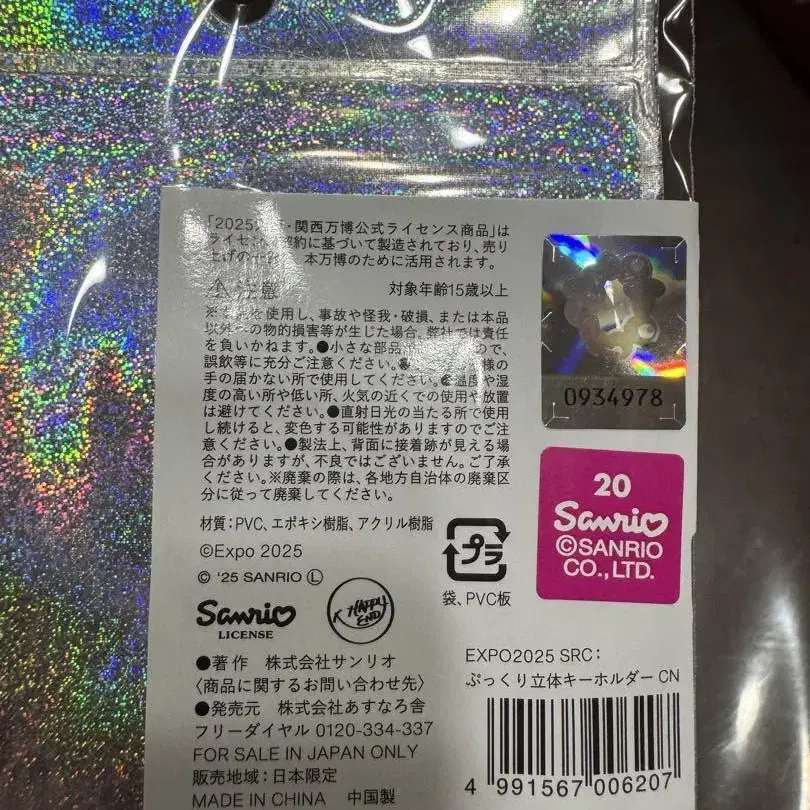 「2025 ・関西万博公式ライセンス商品」は
ライセンス契約に基づいて製造されており、売り
上げの一 、本万博のために活用されます。
⚠注意 対象年齢15歳以上
を使用し、事故や怪我・破損、または本品
以外への物的損害等が生じた場合、弊社では責任
を負いかねます。●小さな部品 ので、
誤飲等に充分ご注意ください。 様の
手の届かない所で使用してください。●温度や湿
度の高い所や低い所、火気の近くでの使用や放置
は避けてください。●直射日光の当たる所で使用
し続けると、変色する可能性がありますのでご注
意ください。●製法上、背面に接着跡が見える場
合がありますが、不良ではございません。ご了承
ください。※廃棄の際は、各地方自治体の廃棄区
分に従って廃棄してください。
材質：PVC、エポキシ樹脂、アクリル樹脂
©Expo 2025
© '25 SANRIO Ⓛ
Sanrio
LICENSE
K HAPPY
END
●著作 株式会社サンリオ
〈商品に関するお問い合わせ先〉
●発売元 株式会社あすなろ舎
フリーダイヤル 0120-334-337
FOR SALE IN JAPAN ONLY
販売地域：日本限定
MADE IN CHINA 中国製
プラ
袋、PVC板
0934978
20
Sanrio
©SANRIO
CO.,LTD.
EXPO2025 SRC：
ぷっくり立体キーホルダー CN
4 991567 006207